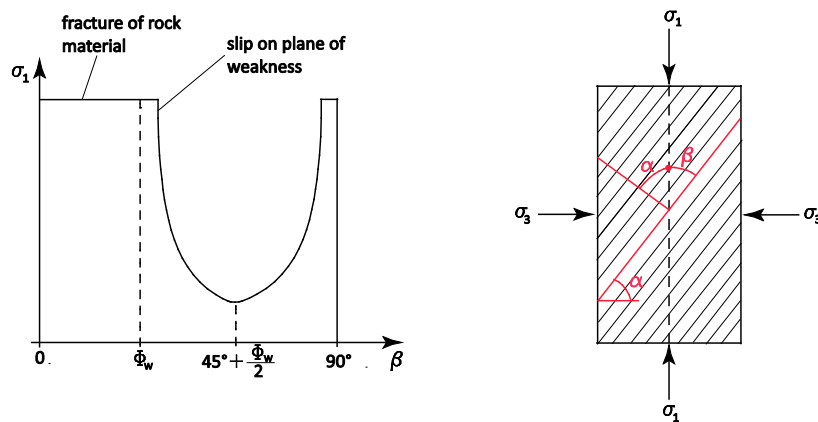 fracture of rock
material
slip on plane of
weakness
σ₁
0
Φw
45° + Φw/2
90°
β
σ₁
α
β
σ₃
σ₃
α
σ₁